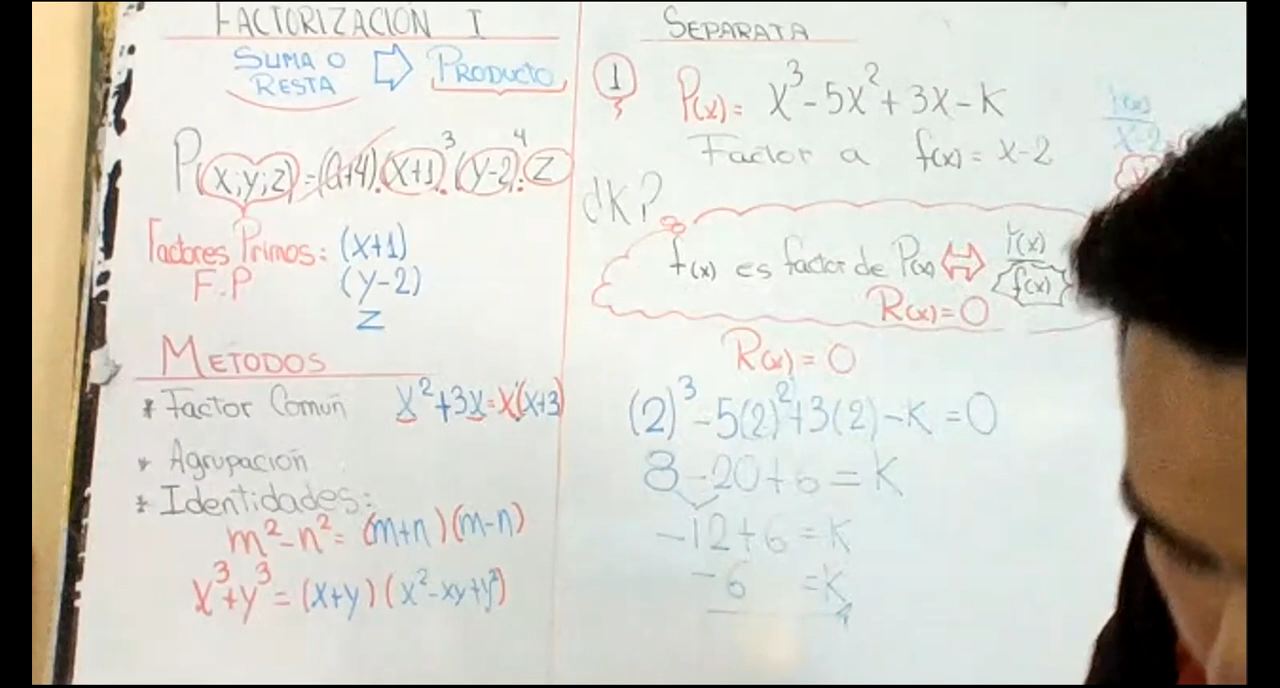 FACTORIZACIÓN I
SUMA O RESTA ⇨ PRODUCTO
P(x,y;z) = (a+4).(x+1)³.(y-2)⁴.z
Factores Primos: (x+1)
F.P (y-2)
z
METODOS
* Factor Común x²+3x=x(x+3)
* Agrupación
* Identidades:
m²-n²= (m+n)(m-n)
x³+y³=(x+y)(x²-xy+y²)
SEPARATA
1 P(x)= x³-5x²+3x-K
Factor a f(x)=x-2
¿K?
f(x) es factor de P(x) ⇔ P(x)/f(x)
R(x)=0
R(x)=0
(2)³-5(2)²+3(2)-K=0
8-20+6=K
-12+6=K
-6 =K
x-2